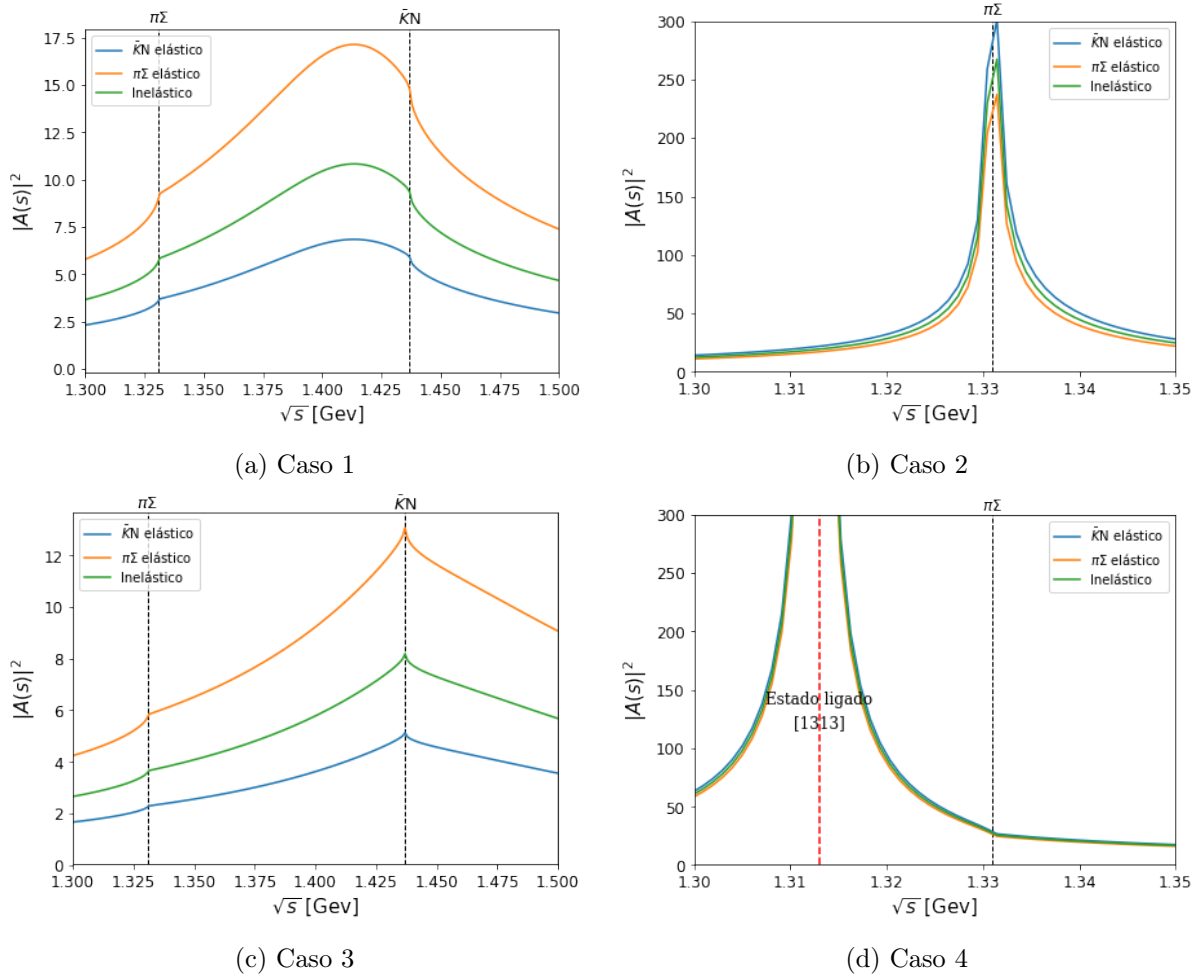 πΣ
K̄N
K̄N elástico
πΣ elástico
Inelástico
|A(s)|²
17.5
15.0
12.5
10.0
7.5
5.0
2.5
0.0
1.300 1.325 1.350 1.375 1.400 1.425 1.450 1.475 1.500
√s [Gev]
(a) Caso 1
πΣ
K̄N elástico
πΣ elástico
Inelástico
|A(s)|²
300
250
200
150
100
50
0
1.30 1.31 1.32 1.33 1.34 1.35
√s [Gev]
(b) Caso 2
πΣ
K̄N
K̄N elástico
πΣ elástico
Inelástico
|A(s)|²
12
10
8
6
4
2
0
1.300 1.325 1.350 1.375 1.400 1.425 1.450 1.475 1.500
√s [Gev]
(c) Caso 3
πΣ
K̄N elástico
πΣ elástico
Inelástico
|A(s)|²
300
250
200
150
100
50
0
Estado ligado
[1313]
1.30 1.31 1.32 1.33 1.34 1.35
√s [Gev]
(d) Caso 4